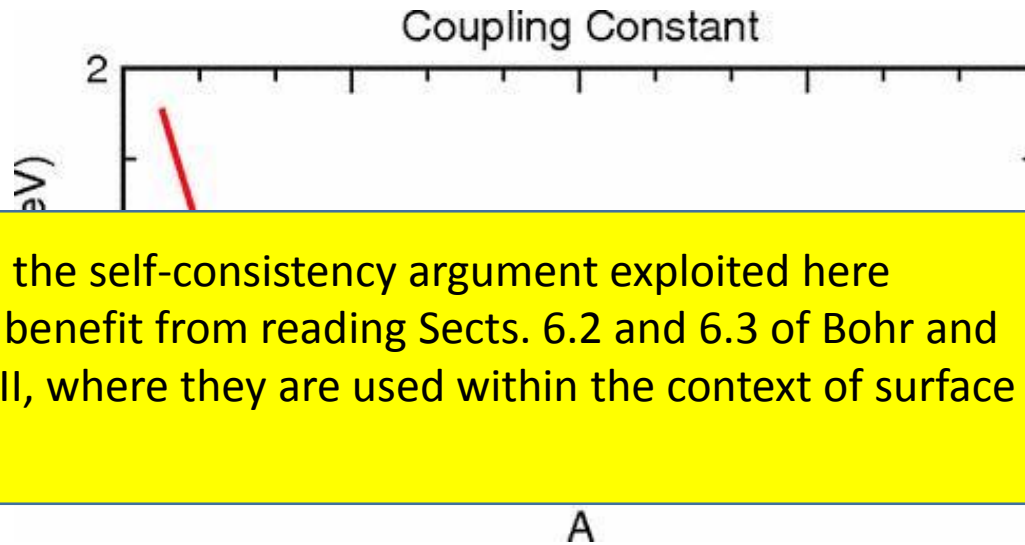 Coupling Constant
2
eV)
the self-consistency argument exploited here
benefit from reading Sects. 6.2 and 6.3 of Bohr and
II, where they are used within the context of surface
A